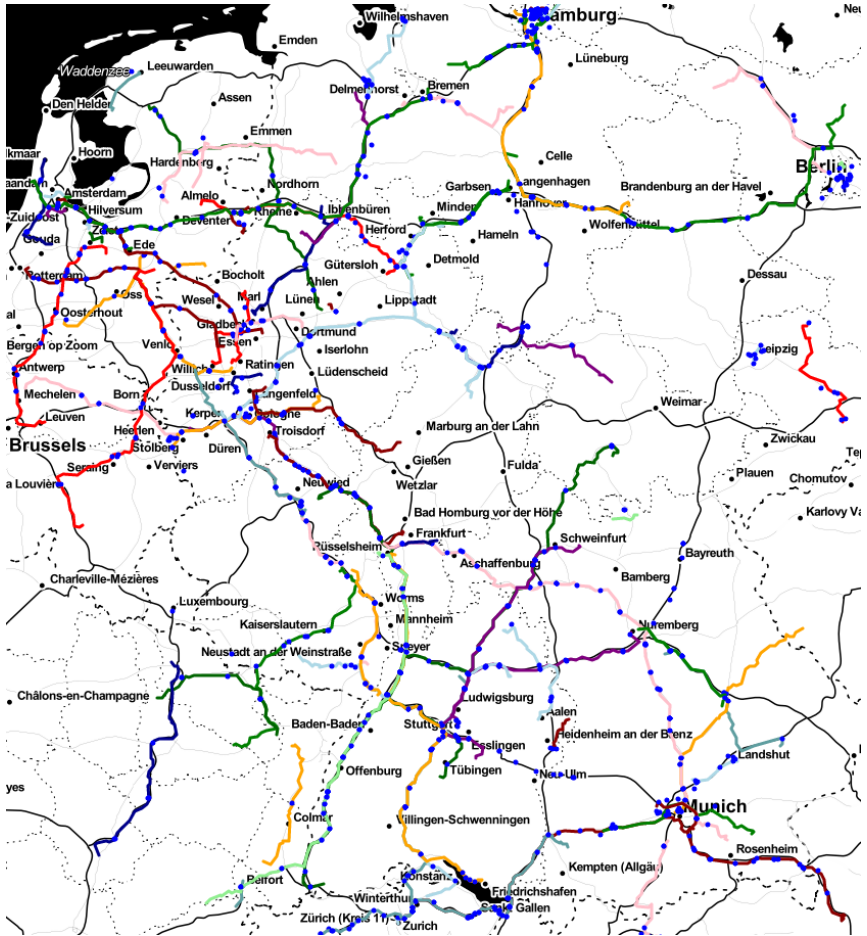 Wilhelmshaven
amburg
Neu
Emden
Waddenzee
Leeuwarden
Lüneburg
Delmenhorst
Bremen
Den Helder
Assen
Emmen
Hoorn
lkmaar
Hardenberg
Celle
Berlin
aandam
Amsterdam
Nordhorn
Garbsen
angenhagen
Brandenburg an der Havel
Almelo
Hilversum
Zuidoost
Rheine
Ibbenbüren
Minden
Hannover
Deventer
Herford
Hameln
Wolfenbüttel
Gouda
Ede
Rotterdam
Bocholt
Gütersloh
Detmold
Dessau
Oss
Wesel
Marl
Ahlen
Lünen
Lippstadt
Oosterhout
al
Gladbeck
Dortmund
Bergen op Zoom
Venlo
Essen
Iserlohn
Leipzig
Antwerp
Willich
Ratingen
Lüdenscheid
Dusseldorf
Mechelen
Born
Kerpen
Cologne
engenfeld
Weimar
Leuven
Heerlen
Troisdorf
Marburg an der Lahn
Brussels
Stolberg
Düren
Zwickau
Seraing
Verviers
Gießen
Fulda
Plauen
Tep
a Louvière
Neuwied
Wetzlar
Chomutov
Bad Homburg vor der Höhe
Karlovy Va
Frankfurt
Rüsselsheim
Schweinfurt
Aschaffenburg
Bayreuth
Charleville-Mézières
Bamberg
Luxembourg
Worms
Kaiserslautern
Mannheim
Nuremberg
Neustadt an der Weinstraße
Speyer
Châlons-en-Champagne
Ludwigsburg
Baden-Baden
Stuttgart
Aalen
Esslingen
Heidenheim an der Brenz
Offenburg
Tübingen
Landshut
yes
Neu Ulm
Munich
Colmar
Villingen-Schwenningen
Rosenheim
Belfort
Konstanz
Kempten (Allgäu)
Friedrichshafen
Winterthur
Sankt Gallen
Zürich (Kreis 11)
Zurich